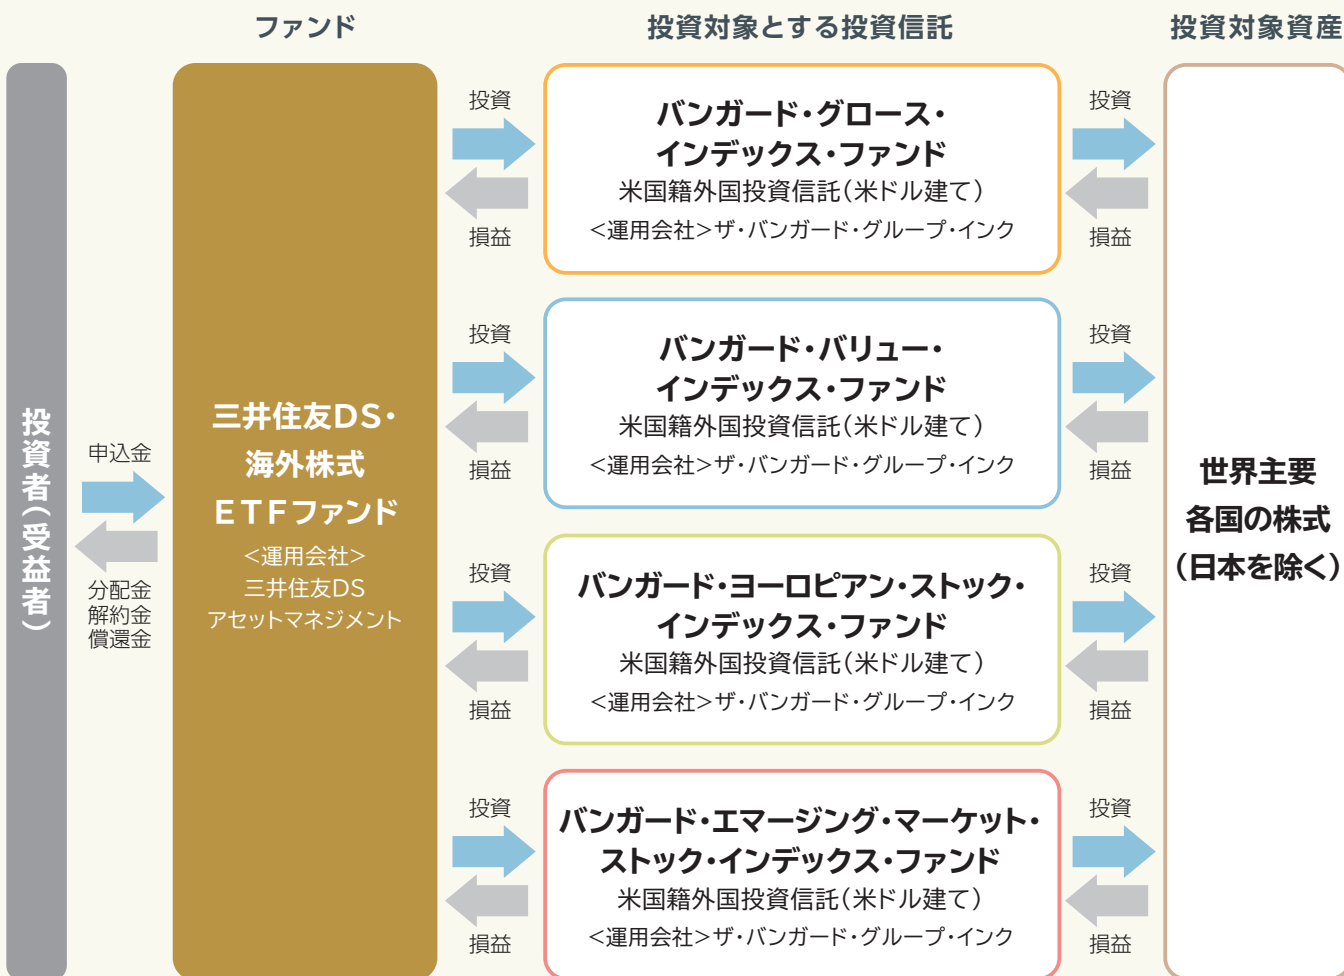 ファンド
投資対象とする投資信託
投資対象資産
投資者(受益者)
申込金
分配金
解約金
償還金
三井住友DS・
海外株式
ETFファンド
<運用会社>
三井住友DS
アセットマネジメント
投資
損益
バンガード・グロース・
インデックス・ファンド
米国籍外国投資信託(米ドル建て)
<運用会社>ザ・バンガード・グループ・インク
投資
損益
投資
損益
バンガード・バリュー・
インデックス・ファンド
米国籍外国投資信託(米ドル建て)
<運用会社>ザ・バンガード・グループ・インク
投資
損益
投資
損益
バンガード・ヨーロピアン・ストック・
インデックス・ファンド
米国籍外国投資信託(米ドル建て)
<運用会社>ザ・バンガード・グループ・インク
投資
損益
投資
損益
バンガード・エマージング・マーケット・
ストック・インデックス・ファンド
米国籍外国投資信託(米ドル建て)
<運用会社>ザ・バンガード・グループ・インク
投資
損益
世界主要
各国の株式
(日本を除く)